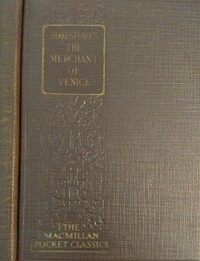 SHAKESPEARE'S
THE
MERCHANT
OF
VENICE
THE
MACMILLAN
POCKET CLASSICS